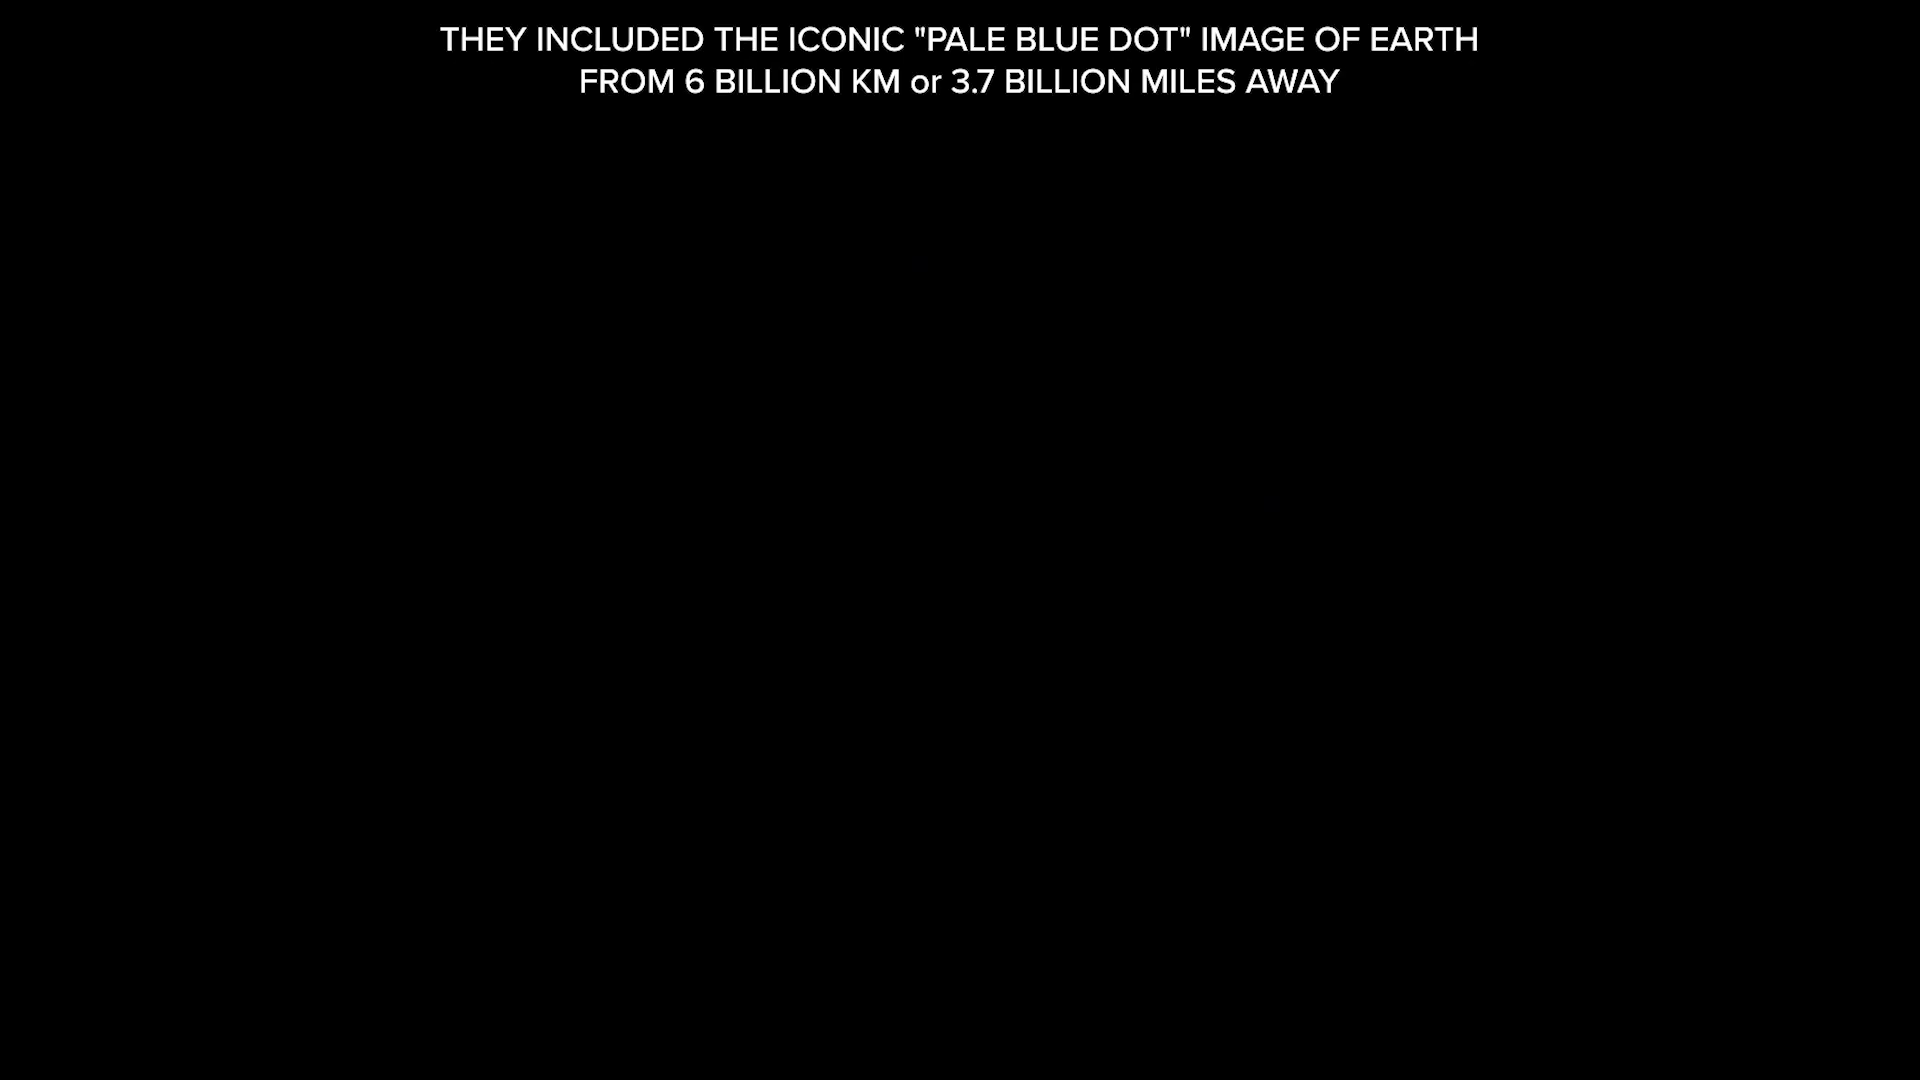 THEY INCLUDED THE ICONIC "PALE BLUE DOT" IMAGE OF EARTH
FROM 6 BILLION KM or 3.7 BILLION MILES AWAY